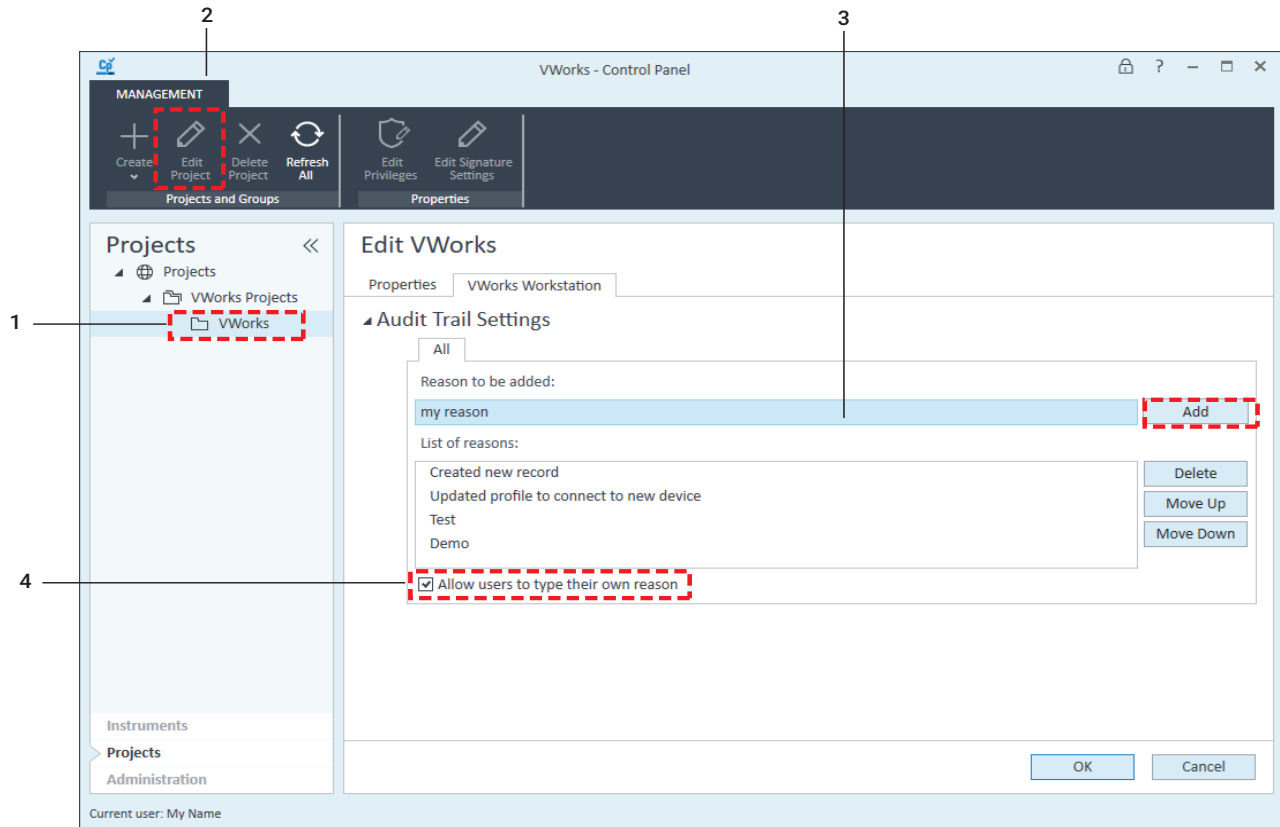 2
3
Cp
VWorks - Control Panel
?
MANAGEMENT
Create
Edit Project
Delete Project
Refresh All
Projects and Groups
Edit Privileges
Edit Signature Settings
Properties
Projects
Projects
VWorks Projects
1
VWorks
Edit VWorks
Properties
VWorks Workstation
Audit Trail Settings
All
Reason to be added:
my reason
Add
List of reasons:
Created new record
Updated profile to connect to new device
Test
Demo
Delete
Move Up
Move Down
4
Allow users to type their own reason
Instruments
Projects
Administration
OK
Cancel
Current user: My Name